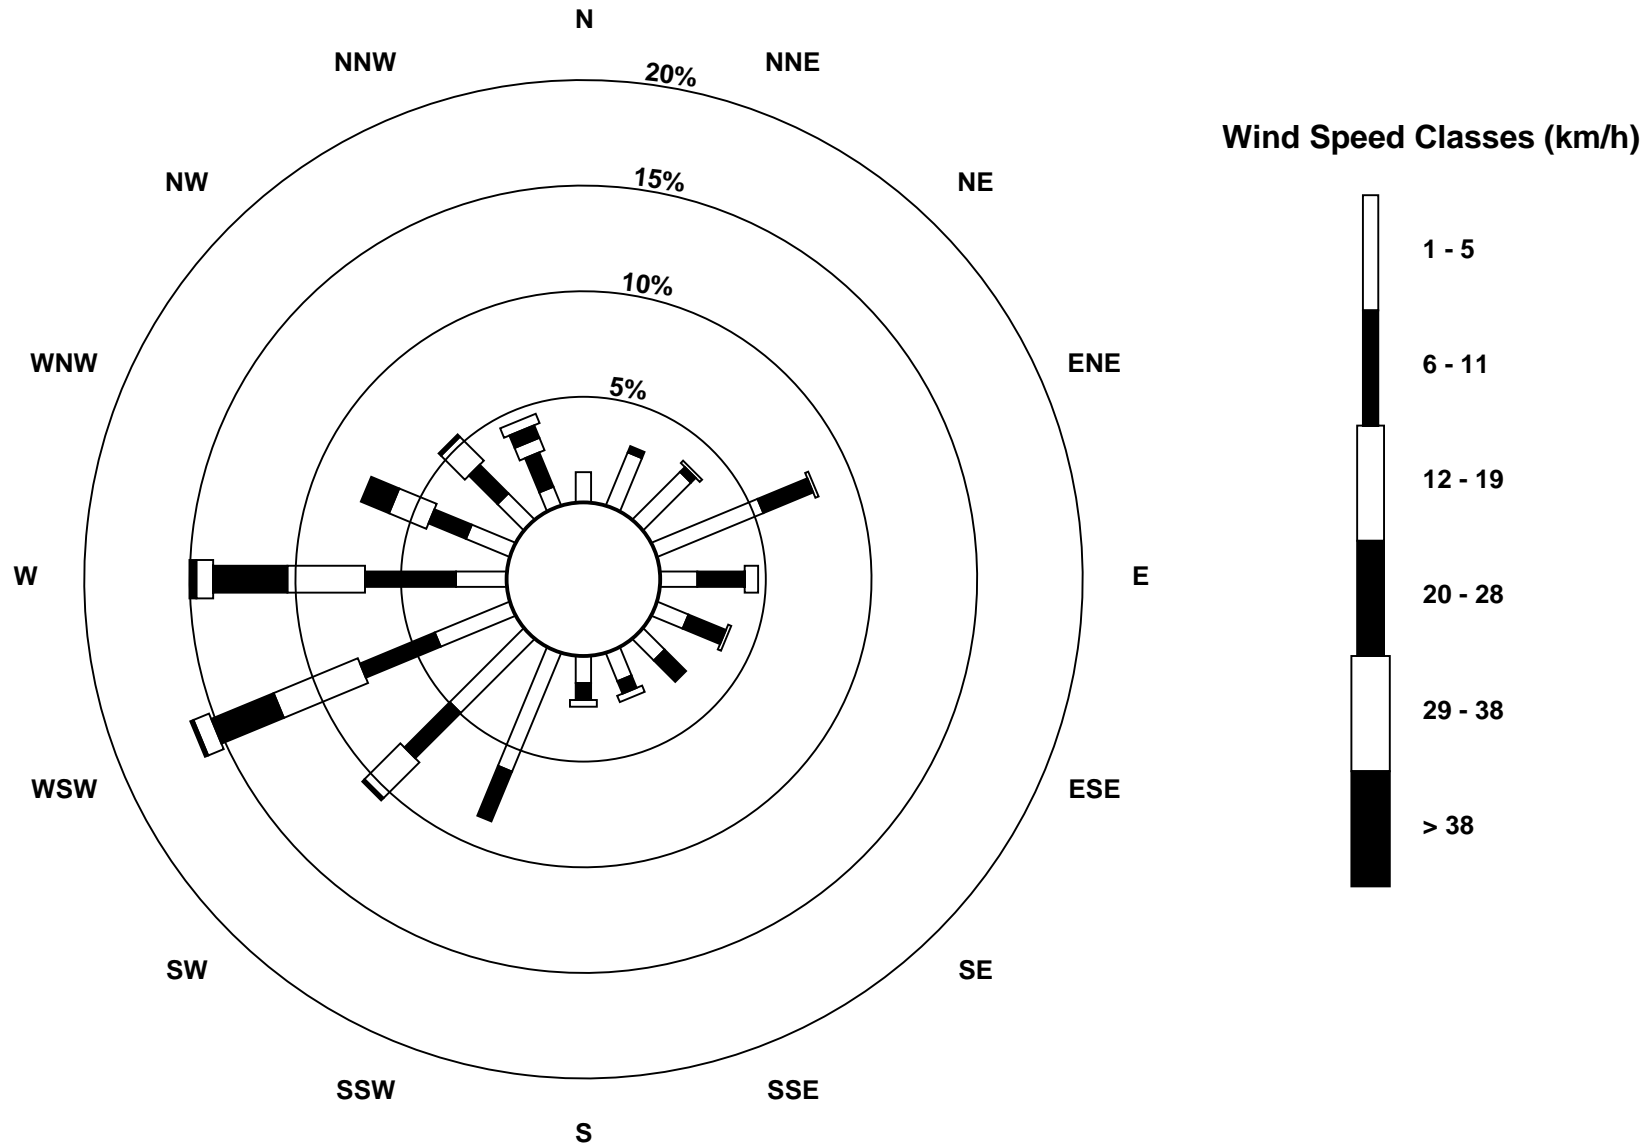 N
NNW
NNE
20%
Wind Speed Classes (km/h)
15%
NW
NE
1 - 5
10%
WNW
ENE
6 - 11
5%
12 - 19
W
E
20 - 28
29 - 38
WSW
ESE
> 38
SW
SE
SSW
SSE
S